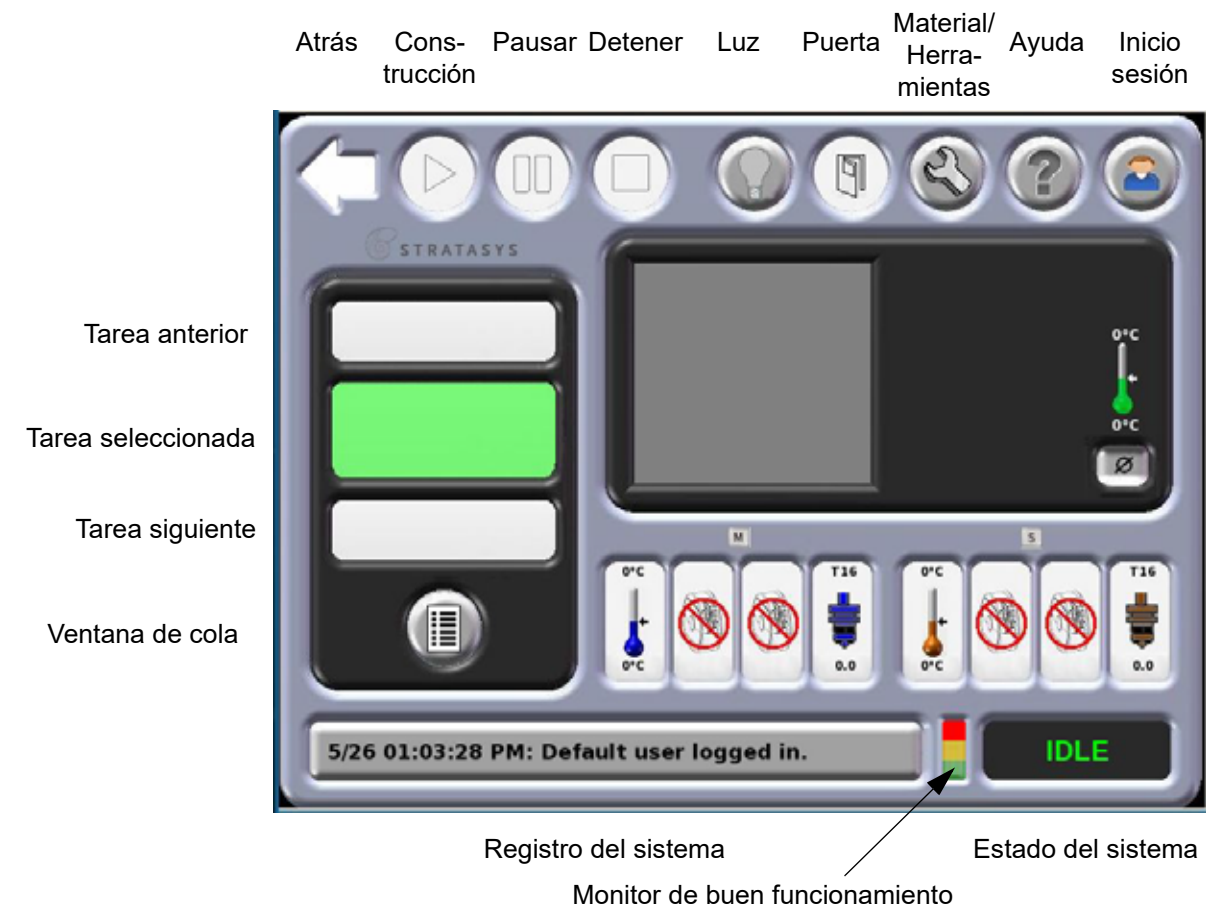 Atrás
Cons-
trucción
Pausar
Detener
Luz
Puerta
Material/
Herra-
mientas
Ayuda
Inicio
sesión
STRATASYS
Tarea anterior
Tarea seleccionada
Tarea siguiente
Ventana de cola
0°C
0°C
Ø
M
S
0°C
0°C
T16
0.0
0°C
0°C
T16
0.0
5/26 01:03:28 PM: Default user logged in.
IDLE
Registro del sistema
Estado del sistema
Monitor de buen funcionamiento